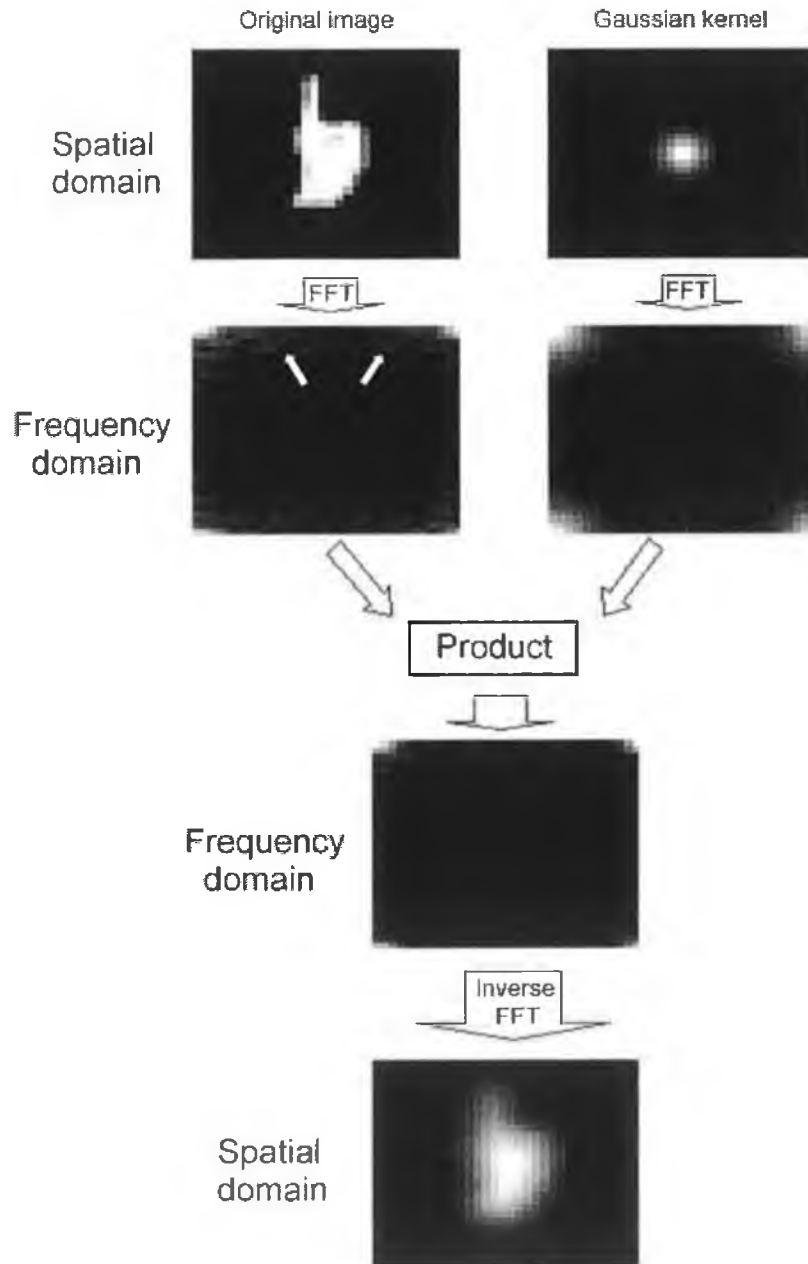 Original image
Gaussian kernel
Spatial
domain
FFT
FFT
Frequency
domain
Product
Frequency
domain
Inverse
FFT
Spatial
domain